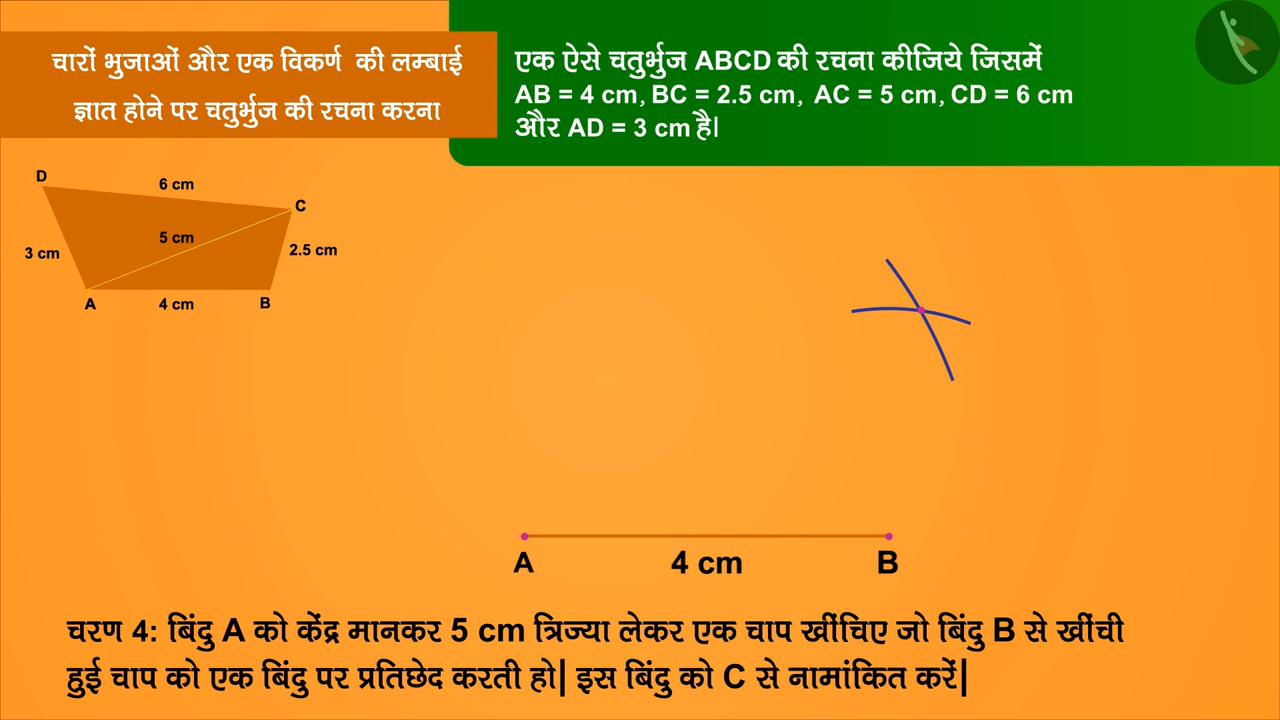 चारों भुजाओं और एक विकर्ण की लम्बाई
ज्ञात होने पर चतुर्भुज की रचना करना
एक ऐसे चतुर्भुज ABCD की रचना कीजिये जिसमें
AB = 4 cm, BC = 2.5 cm, AC = 5 cm, CD = 6 cm
और AD = 3 cm है।
D
6 cm
C
5 cm
3 cm
2.5 cm
A
4 cm
B
A
4 cm
B
चरण 4: बिंदु A को केंद्र मानकर 5 cm त्रिज्या लेकर एक चाप खींचिए जो बिंदु B से खींची
हुई चाप को एक बिंदु पर प्रतिछेद करती हो| इस बिंदु को C से नामांकित करें|